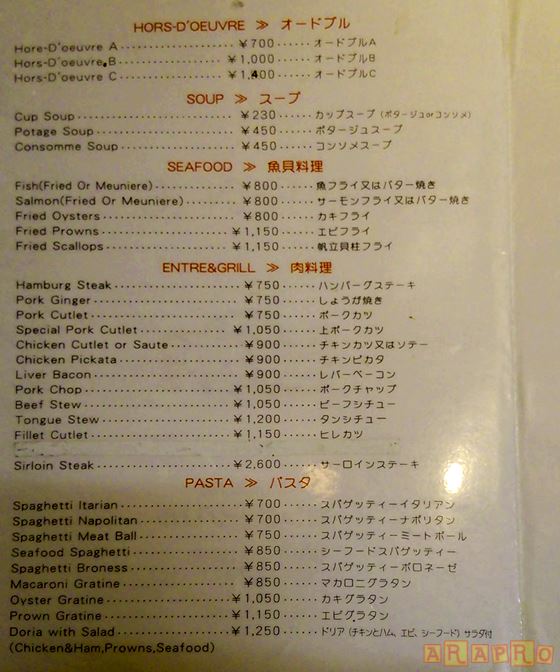 HORS-D'OEUVRE ≫ オードブル
Hore-D'oeuvre A ¥700 オードブルA
Hors-D'oeuvre B ¥1,000 オードブルB
Hors-D'oeuvre C ¥1,400 オードブルC
SOUP ≫ スープ
Cup Soup ¥230 カップスープ (ポタージュorコンソメ)
Potage Soup ¥450 ポタージュスープ
Consomme Soup ¥450 コンソメスープ
SEAFOOD ≫ 魚貝料理
Fish(Fried Or Meuniere) ¥800 魚フライ又はバター焼き
Salmon(Fried Or Meuniere) ¥800 サーモンフライ又はバター焼き
Fried Oysters ¥800 カキフライ
Fried Prowns ¥1,150 エビフライ
Fried Scallops ¥1,150 帆立貝柱フライ
ENTRE&GRILL ≫ 肉料理
Hamburg Steak ¥750 ハンバーグステーキ
Pork Ginger ¥750 しょうが焼き
Pork Cutlet ¥750 ポークカツ
Special Pork Cutlet ¥1,050 上ポークカツ
Chicken Cutlet or Saute ¥900 チキンカツ又はソテー
Chicken Pickata ¥900 チキンピカタ
Liver Bacon ¥900 レバーベーコン
Pork Chop ¥1,050 ポークチャップ
Beef Stew ¥1,050 ビーフシチュー
Tongue Stew ¥1,200 タンシチュー
Fillet Cutlet ¥1,150 ヒレカツ
Sirloin Steak ¥2,600 サーロインステーキ
PASTA ≫ パスタ
Spaghetti Itarian ¥700 スパゲッティーイタリアン
Spaghetti Napolitan ¥700 スパゲッティーナポリタン
Spaghetti Meat Ball ¥750 スパゲッティーミートボール
Seafood Spaghetti ¥850 シーフードスパゲッティー
Spaghetti Broness ¥850 スパゲッティーボロネーゼ
Macaroni Gratine ¥850 マカロニグラタン
Oyster Gratine ¥1,050 カキグラタン
Prown Gratine ¥1,150 エビグラタン
Doria with Salad ¥1,250 ドリア (チキンとハム、エビ、シーフード) サラダ付
(Chicken&Ham,Prowns,Seafood)
ARAPRO